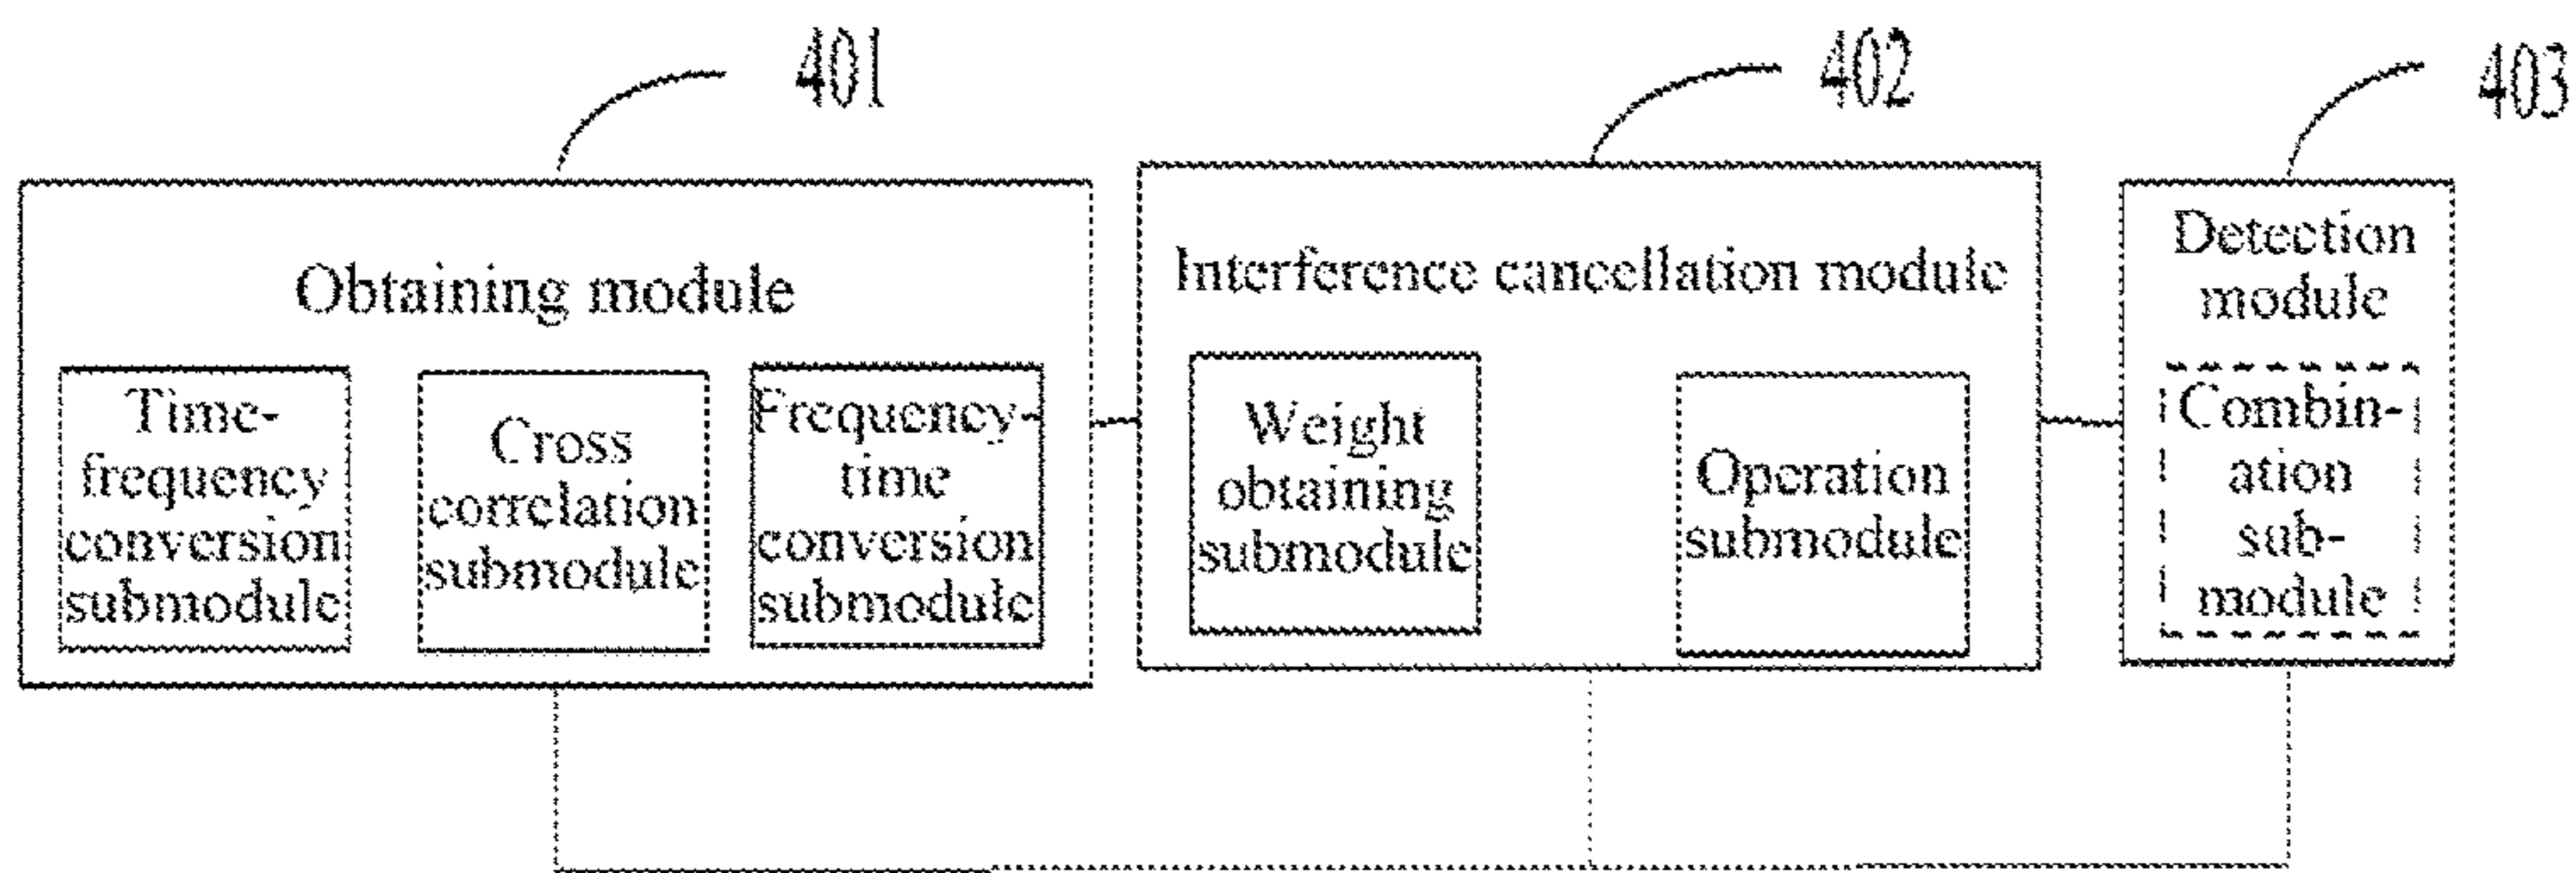 401
402
403
Obtaining module
Time-
frequency
conversion
submodule
Cross
correlation
submodule
Frequency-
time
conversion
submodule
Interference cancellation module
Weight
obtaining
submodule
Operation
submodule
Detection
module
Combin-
ation
sub-
module